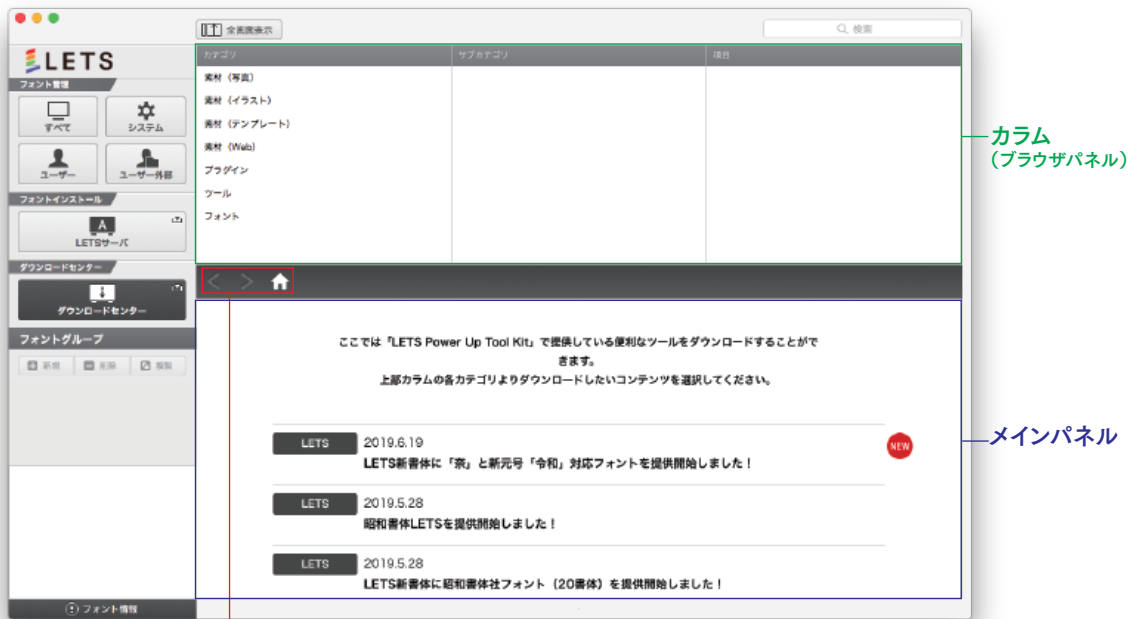 全画面表示
検索
LETS
フォント管理
すべて
システム
ユーザー
ユーザー外部
フォントインストール
A
LETSサーバ
ダウンロードセンター
ダウンロードセンター
フォントグループ
新規
削除
複製
フォント情報
カテゴリ
サブカテゴリ
項目
素材（写真）
素材（イラスト）
素材（テンプレート）
素材（Web）
プラグイン
ツール
フォント
カラム
（ブラウザパネル）
ここでは「LETS Power Up Tool Kit」で提供している便利なツールをダウンロードすることがで
きます。
上部カラムの各カテゴリよりダウンロードしたいコンテンツを選択してください。
LETS 2019.6.19
NEW
LETS新書体に「奈」と新元号「令和」対応フォントを提供開始しました！
メインパネル
LETS 2019.5.28
昭和書体LETSを提供開始しました！
LETS 2019.5.28
LETS新書体に昭和書体社フォント（20書体）を提供開始しました！